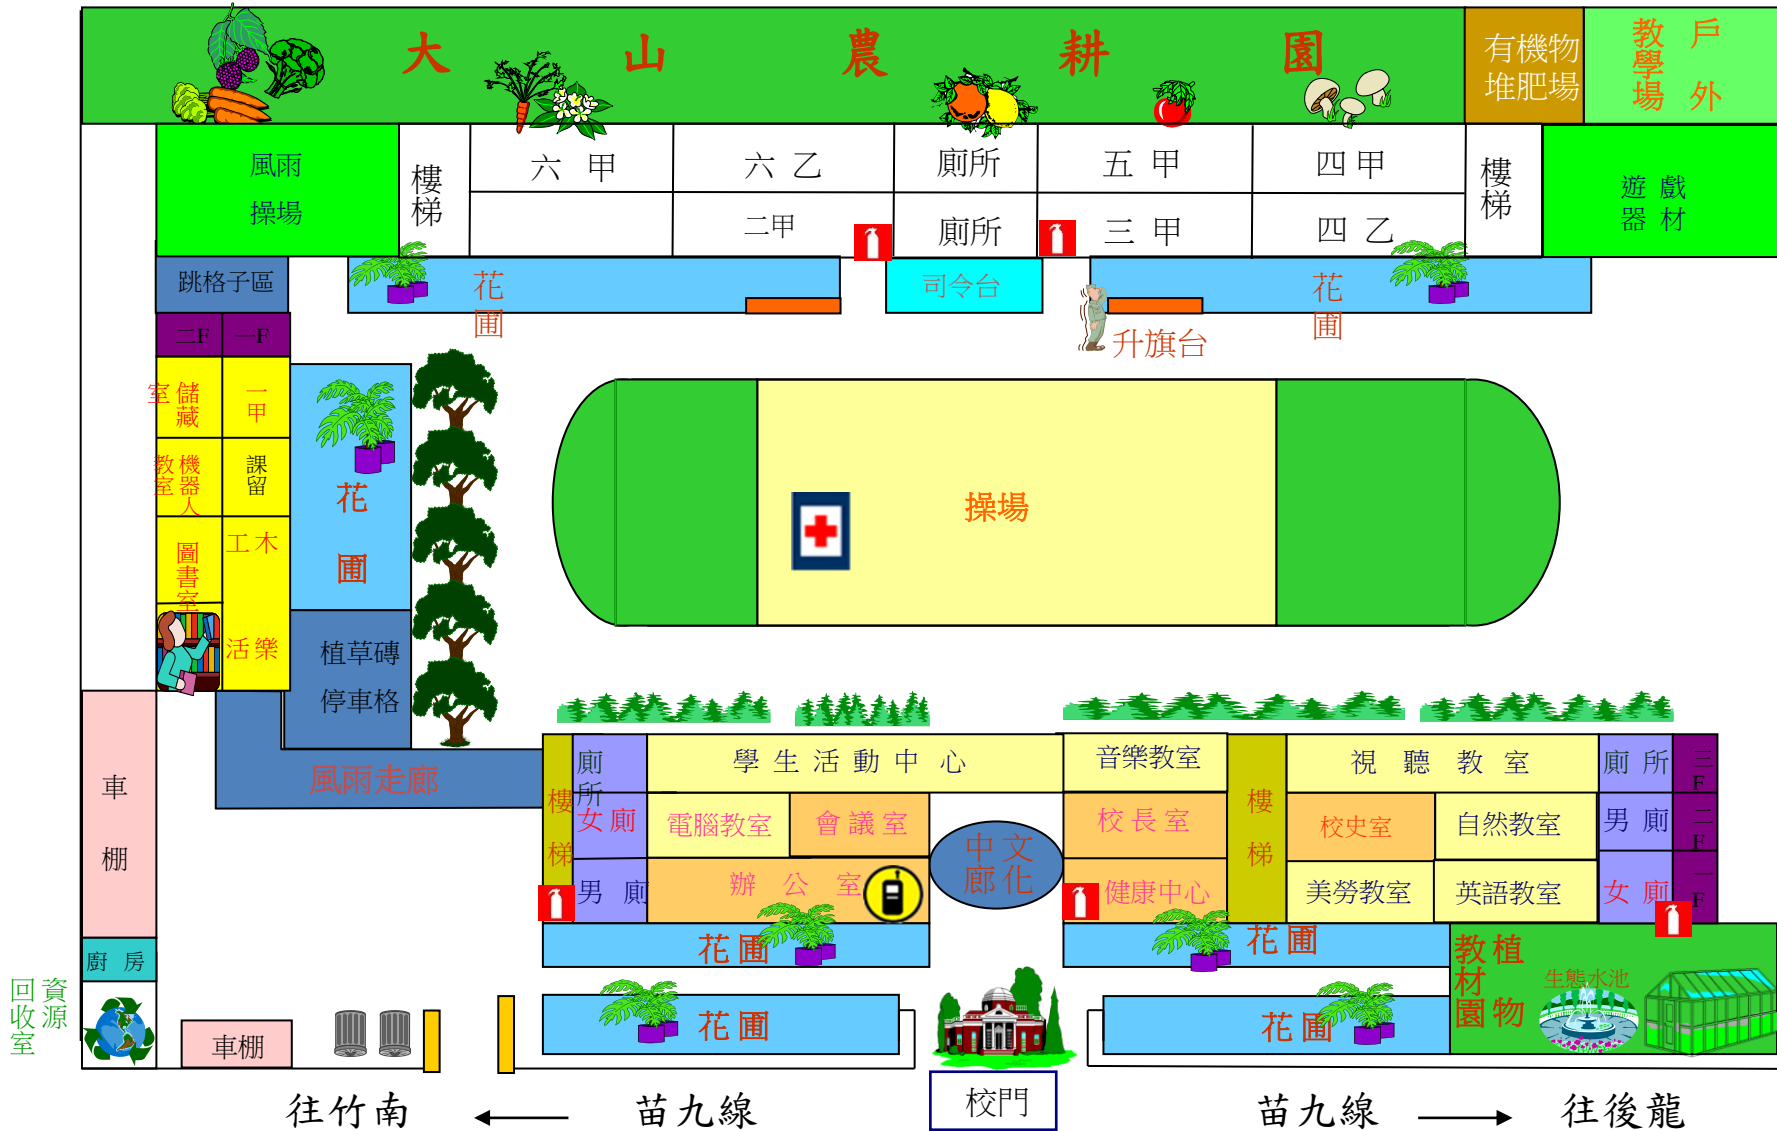 大山農耕園
有機物
堆肥場
戶外
教學場
風雨
操場
樓梯
六甲
六乙
廁所
五甲
四甲
樓梯
遊戲
器材
二甲
廁所
三甲
四乙
跳格子區
花圃
司令台
花圃
升旗台
二F
一F
儲藏室
一甲
機器人教室
課留
花圃
操場
圖書室
木工
樂活
植草磚
停車格
車棚
風雨走廊
樓梯
廁所
學生活動中心
音樂教室
樓梯
視聽教室
廁所
三F
女廁
電腦教室
會議室
校長室
校史室
自然教室
男廁
二F
中文
廊化
男廁
辦公室
健康中心
美勞教室
英語教室
女廁
一F
花圃
花圃
植物
教材園
生態水池
廚房
資源
回收室
車棚
花圃
花圃
往竹南
苗九線
校門
苗九線
往後龍